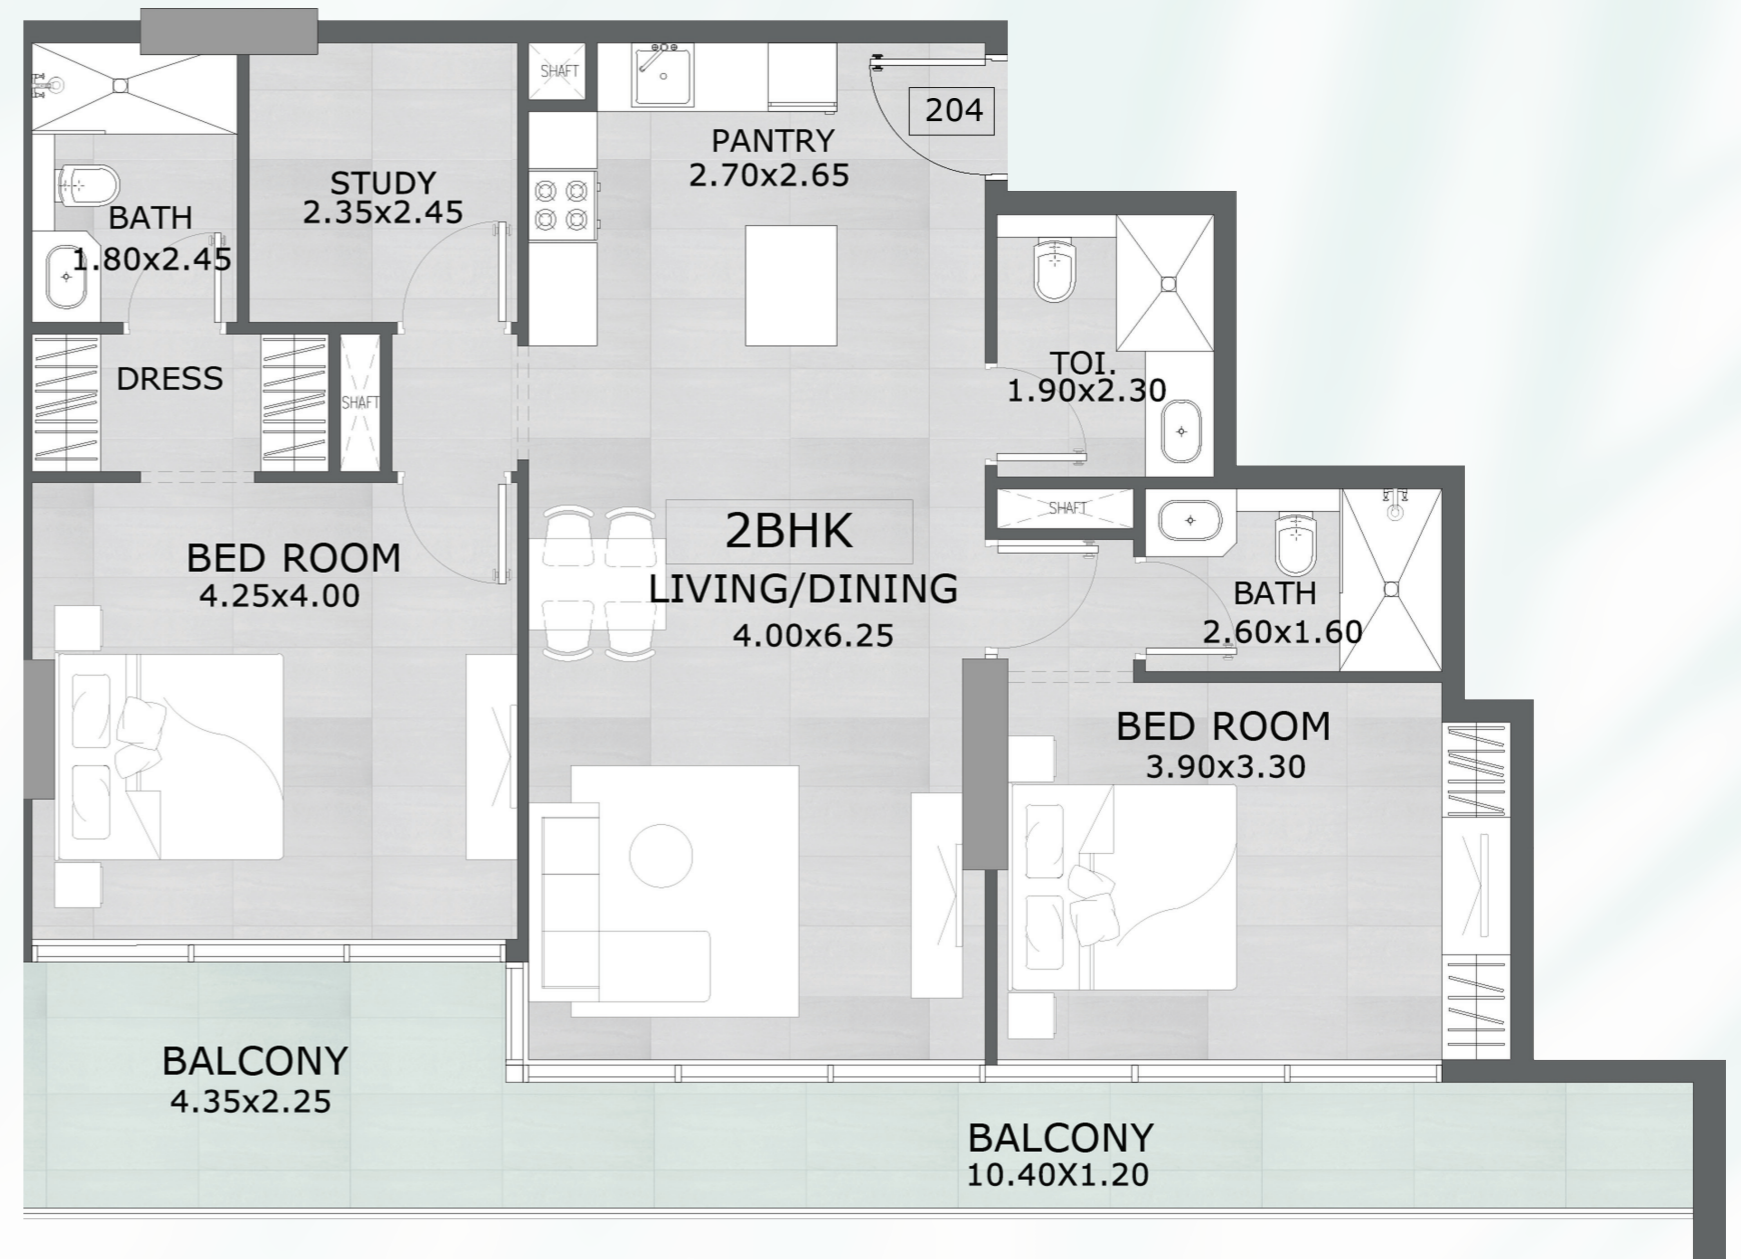 SHAFT
204
PANTRY
2.70x2.65
STUDY
2.35x2.45
BATH
1.80x2.45
DRESS
SHAFT
TOI.
1.90x2.30
SHAFT
2BHK
LIVING/DINING
4.00x6.25
BED ROOM
4.25x4.00
BATH
2.60x1.60
BED ROOM
3.90x3.30
BALCONY
4.35x2.25
BALCONY
10.40X1.20